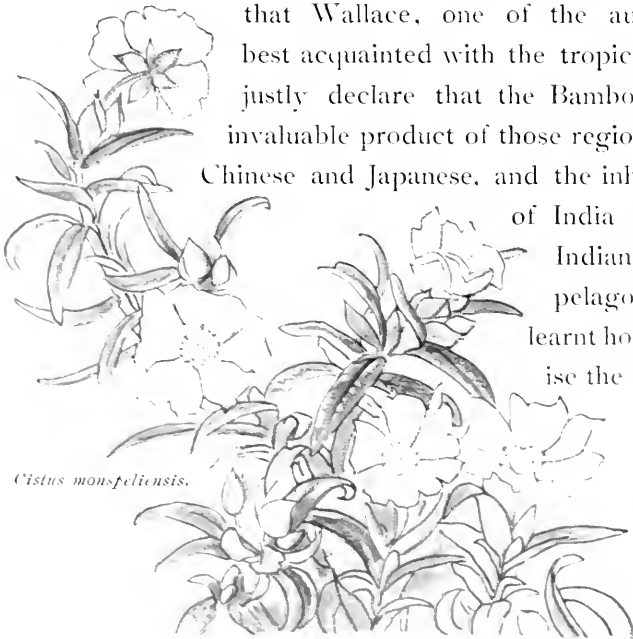 that Wallace, one of the au
best acquainted with the tropic
justly declare that the Bambo
invaluable product of those regio
Chinese and Japanese, and the inh
of India
Indian
pelago
learnt ho
ise the
Cistus monspeliensis.